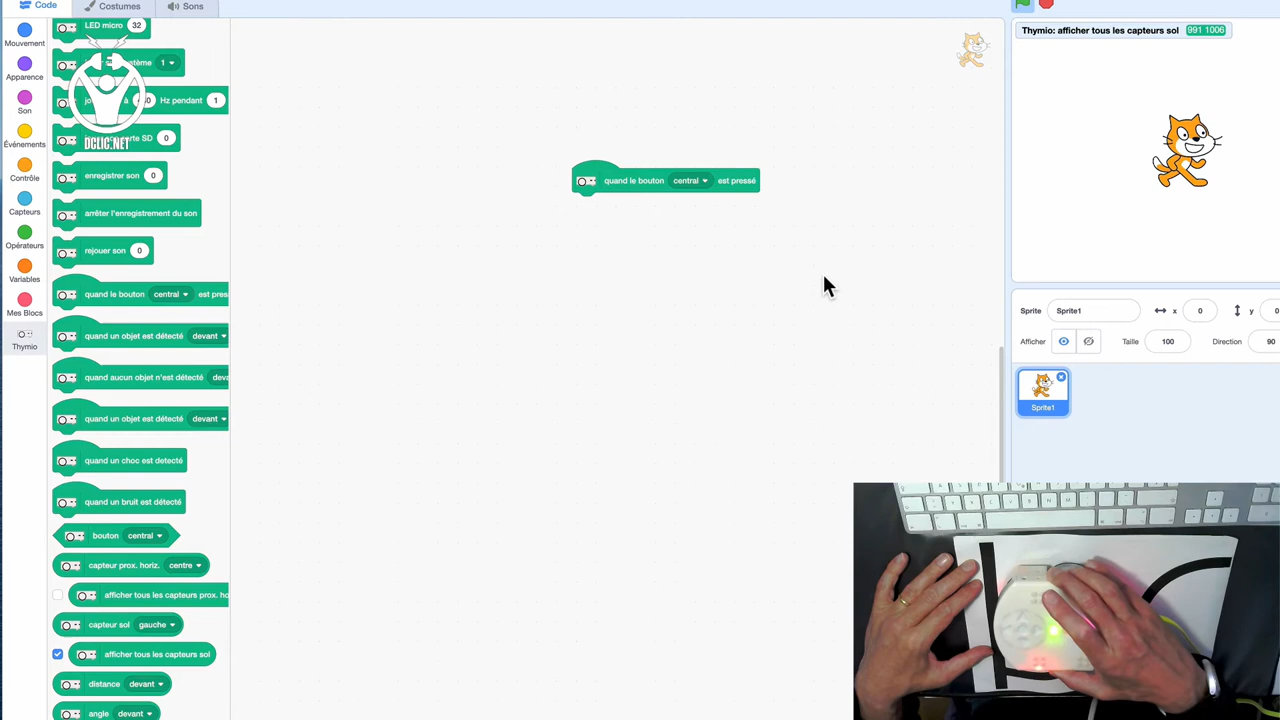 Code
Costumes
Sons
Mouvement
Apparence
Son
Événements
Contrôle
Capteurs
Opérateurs
Variables
Mes Blocs
Thymio
LED micro 32
1
Hz pendant 1
DCLIC.NET
0
enregistrer son 0
arrêter l'enregistrement du son
rejouer son 0
quand le bouton central est pres
quand un objet est détecté devant
quand aucun objet n'est détecté
quand un objet est détecté devant
quand un choc est detecté
quand un bruit est détecté
bouton central
capteur prox. horiz. centre
afficher tous les capteurs prox.
capteur sol gauche
afficher tous les capteurs sol
distance devant
angle devant
quand le bouton central est pressé
Thymio: afficher tous les capteurs sol 991 1006
Sprite Sprite1 x 0 y 0
Afficher Taille 100 Direction 90
Sprite1